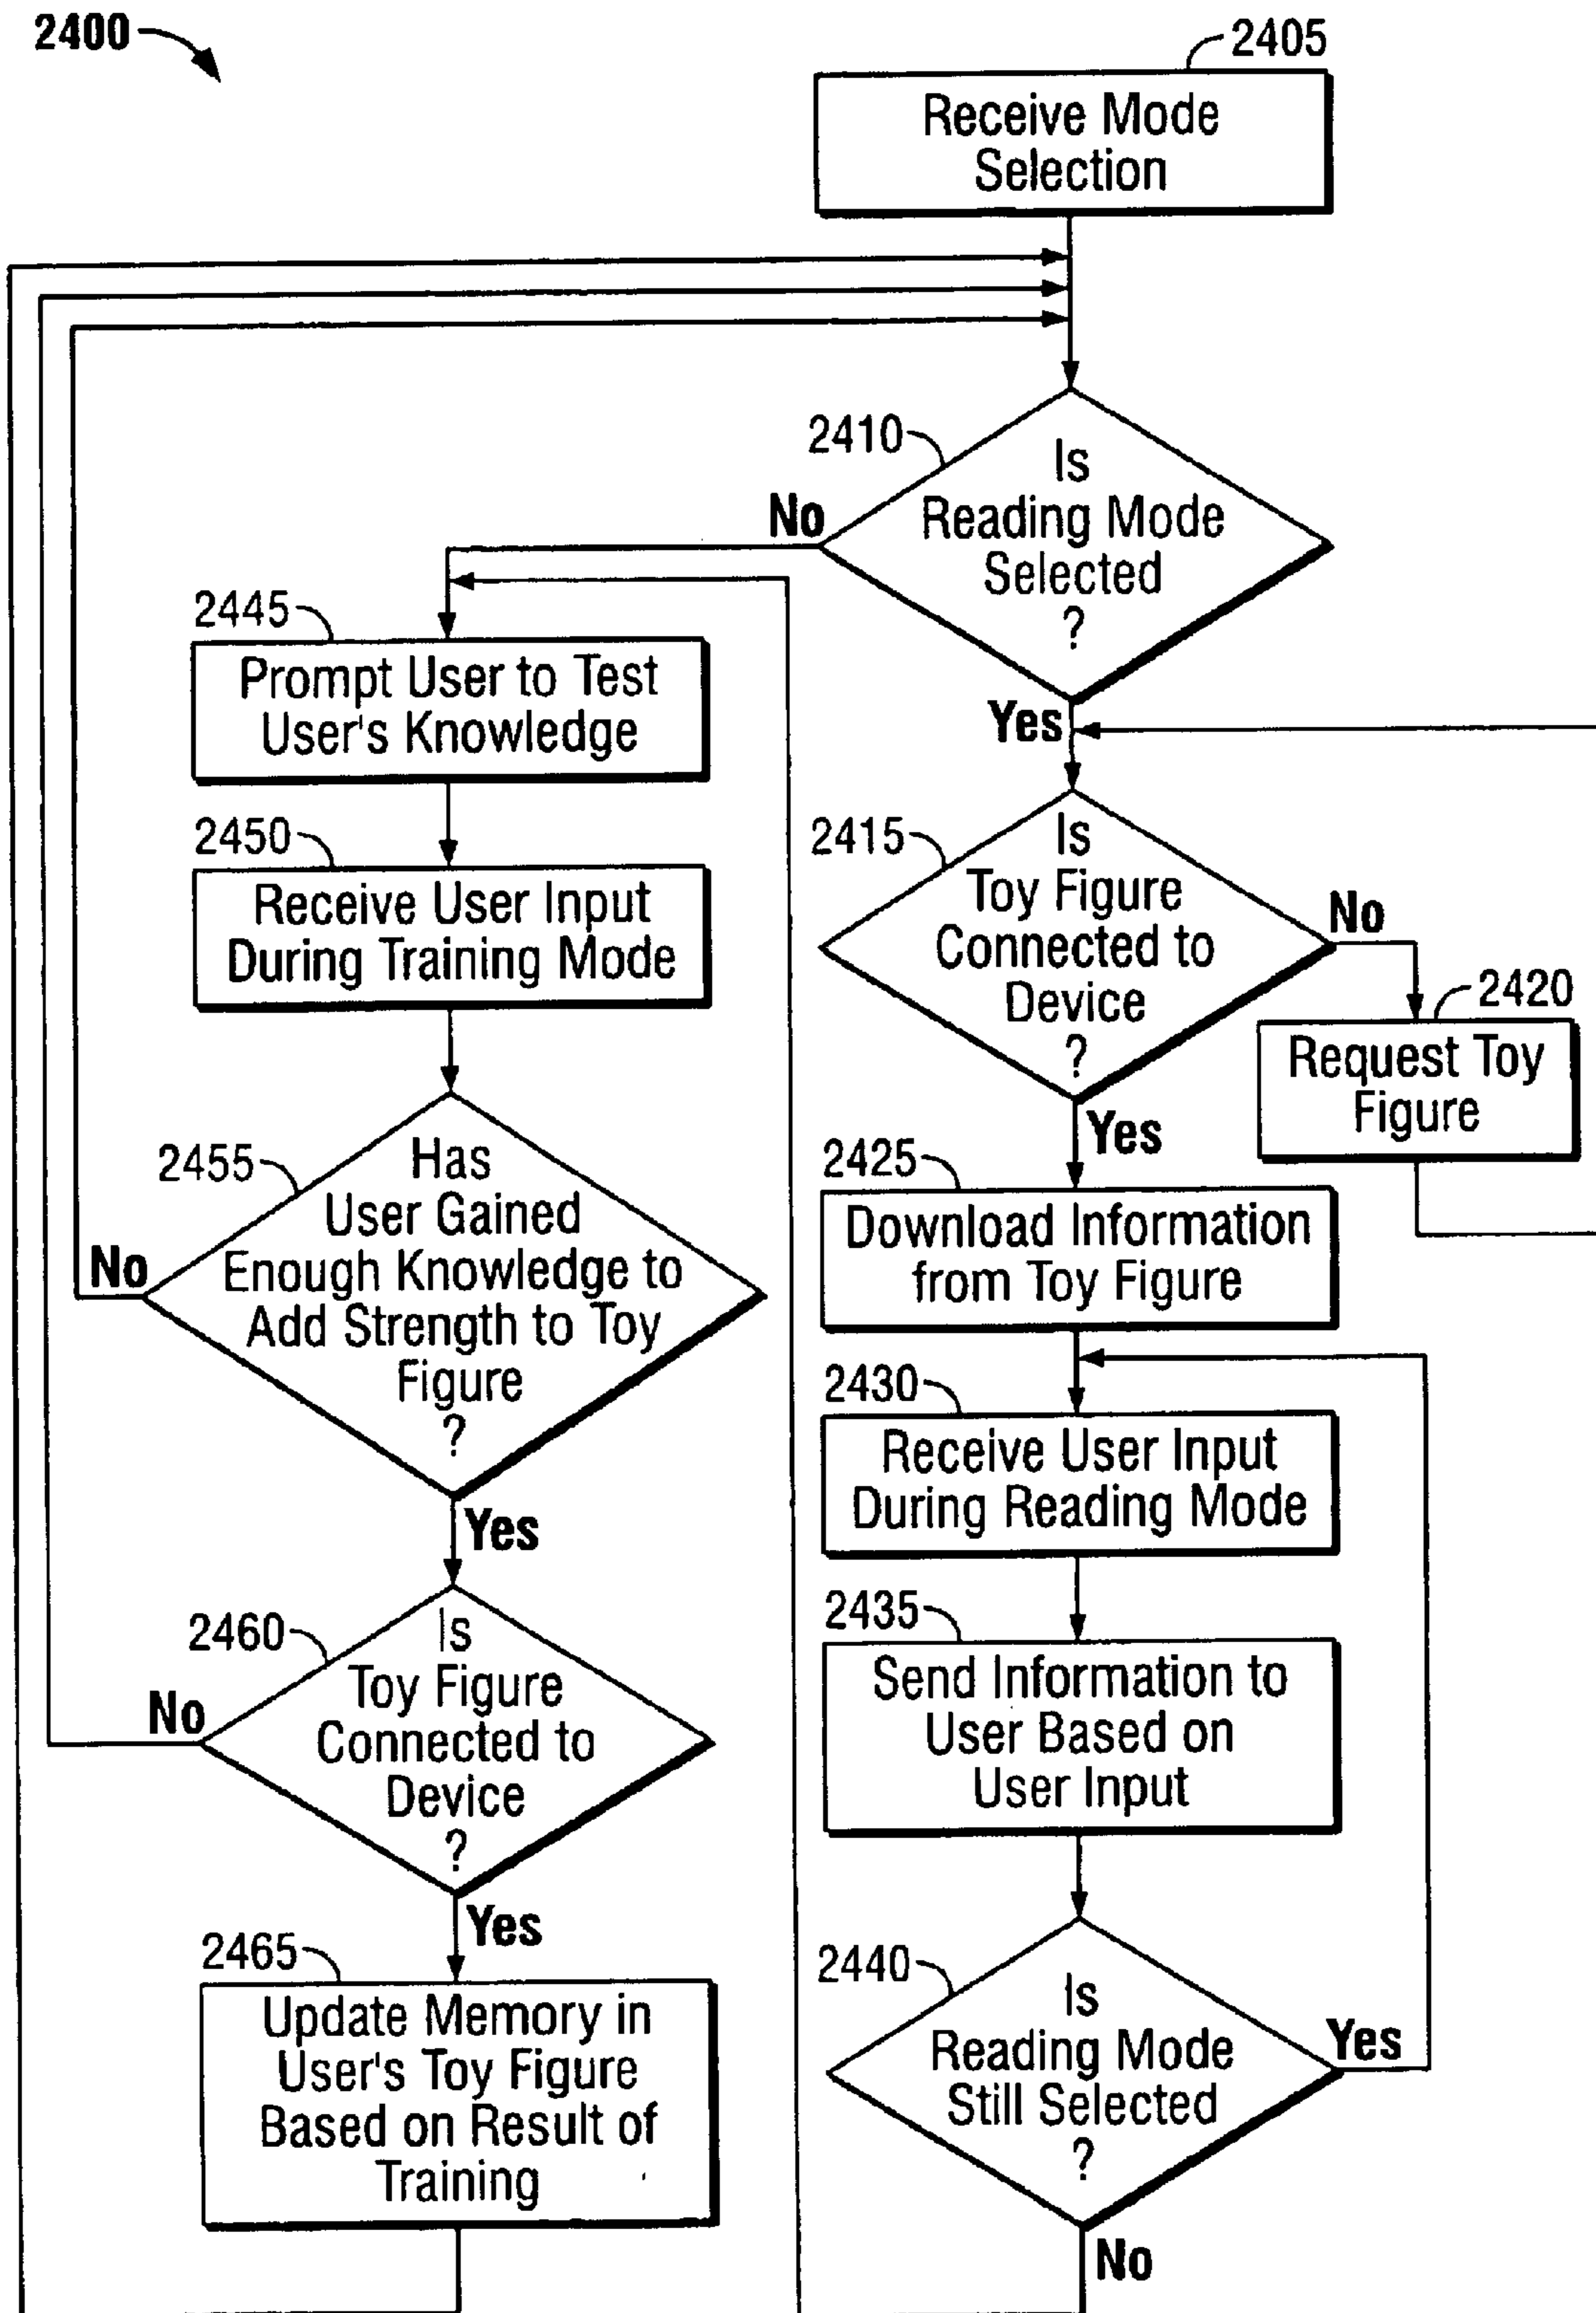 2400
2405
Receive Mode
Selection
2410
Is
Reading Mode
Selected
?
No
Yes
2445
Prompt User to Test
User's Knowledge
2450
Receive User Input
During Training Mode
2455
Has
User Gained
Enough Knowledge to
Add Strength to Toy
Figure
?
No
Yes
2460
Is
Toy Figure
Connected to
Device
?
No
Yes
2465
Update Memory in
User's Toy Figure
Based on Result of
Training
2415
Is
Toy Figure
Connected to
Device
?
No
Yes
2420
Request Toy
Figure
2425
Download Information
from Toy Figure
2430
Receive User Input
During Reading Mode
2435
Send Information to
User Based on
User Input
2440
Is
Reading Mode
Still Selected
?
Yes
No